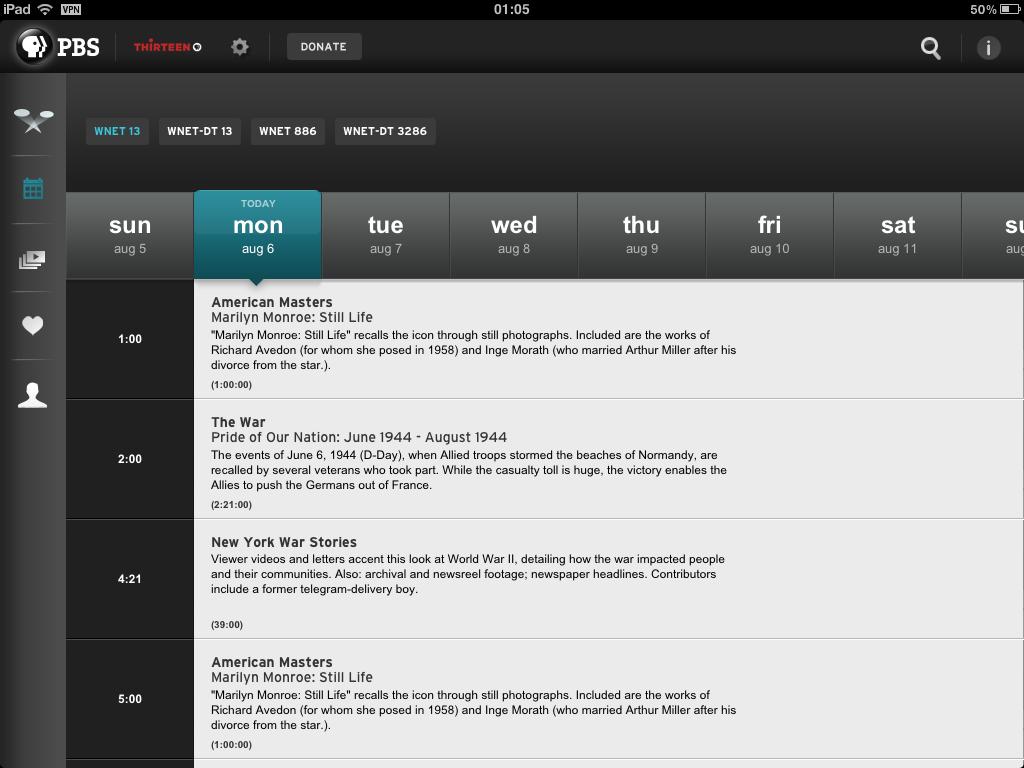 iPad VPN 01:05 50%
PBS THIRTEEN DONATE i
WNET 13 WNET-DT 13 WNET 886 WNET-DT 3286
TODAY
sun mon tue wed thu fri sat su
aug 5 aug 6 aug 7 aug 8 aug 9 aug 10 aug 11 aug
American Masters
Marilyn Monroe: Still Life
1:00
"Marilyn Monroe: Still Life" recalls the icon through still photographs. Included are the works of
Richard Avedon (for whom she posed in 1958) and Inge Morath (who married Arthur Miller after his
divorce from the star.).
(1:00:00)
The War
Pride of Our Nation: June 1944 - August 1944
2:00
The events of June 6, 1944 (D-Day), when Allied troops stormed the beaches of Normandy, are
recalled by several veterans who took part. While the casualty toll is huge, the victory enables the
Allies to push the Germans out of France.
(2:21:00)
New York War Stories
4:21
Viewer videos and letters accent this look at World War II, detailing how the war impacted people
and their communities. Also: archival and newsreel footage; newspaper headlines. Contributors
include a former telegram-delivery boy.
(39:00)
American Masters
Marilyn Monroe: Still Life
5:00
"Marilyn Monroe: Still Life" recalls the icon through still photographs. Included are the works of
Richard Avedon (for whom she posed in 1958) and Inge Morath (who married Arthur Miller after his
divorce from the star.).
(1:00:00)